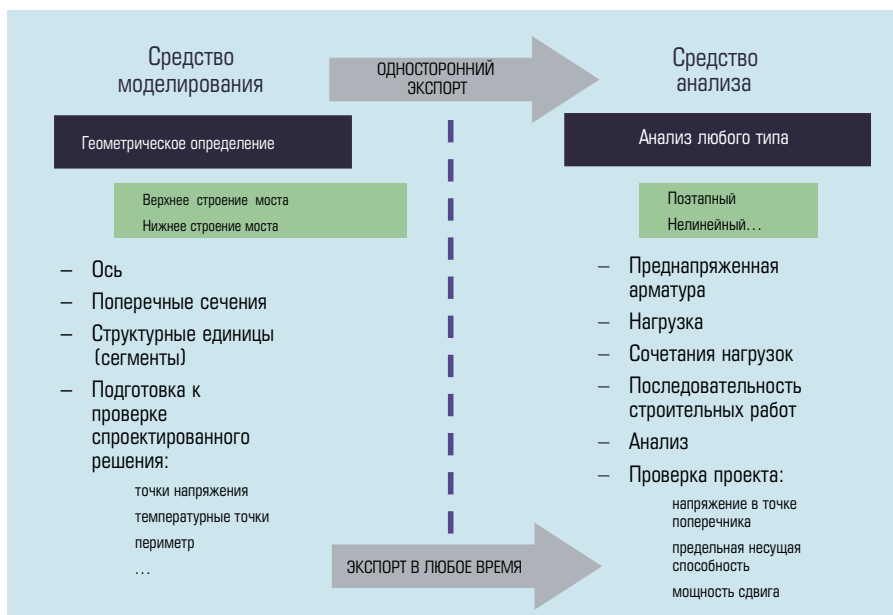 Средство
моделирования
Геометрическое определение
Верхнее строение моста
Нижнее строение моста
– Ось
– Поперечные сечения
– Структурные единицы
(сегменты)
– Подготовка к
проверке
спроектированного
решения:
точки напряжения
температурные точки
периметр
...
ОДНОСТОРОННИЙ
ЭКСПОРТ
ЭКСПОРТ В ЛЮБОЕ ВРЕМЯ
Средство
анализа
Анализ любого типа
Поэтапный
Нелинейный...
– Преднапряженная
арматура
– Нагрузка
– Сочетания нагрузок
– Последовательность
строительных работ
– Анализ
– Проверка проекта:
напряжение в точке
поперечника
предельная несущая
способность
мощность сдвига